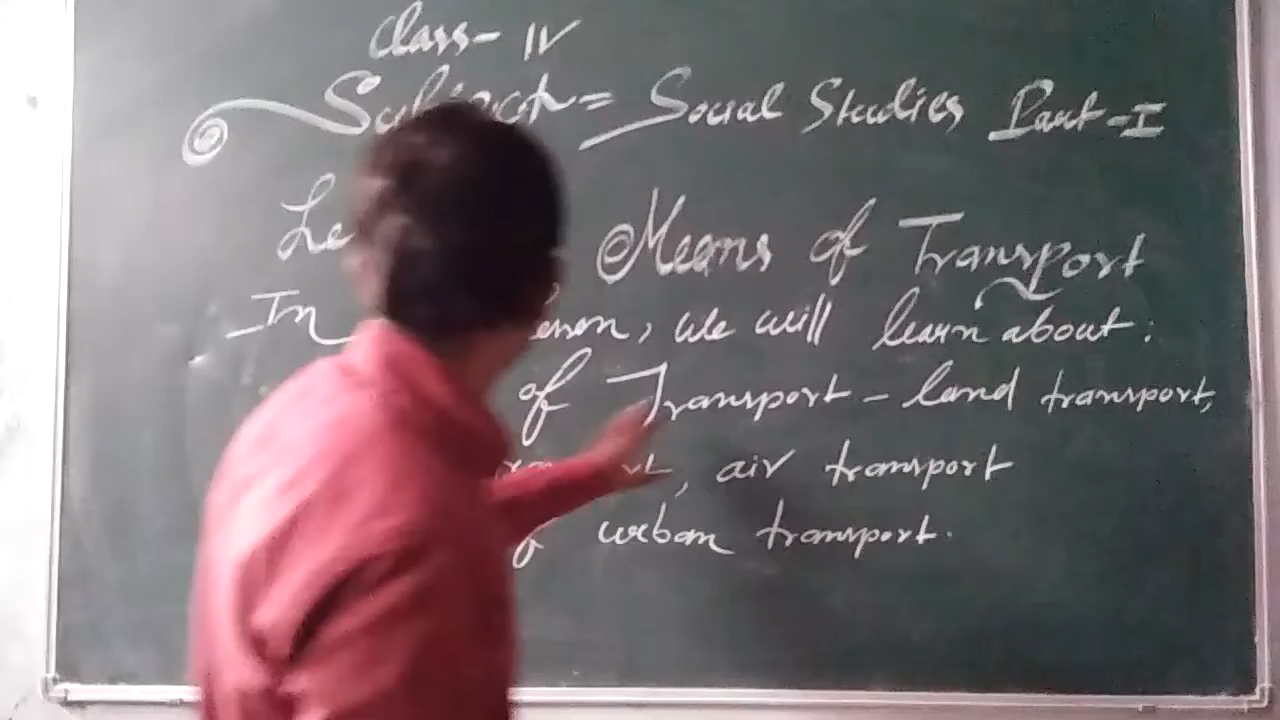 Class - IV
Subject = Social Studies Part - I
Means of Transport
In we will learn about :
of Transport - land transport,
, air transport
urban transport.